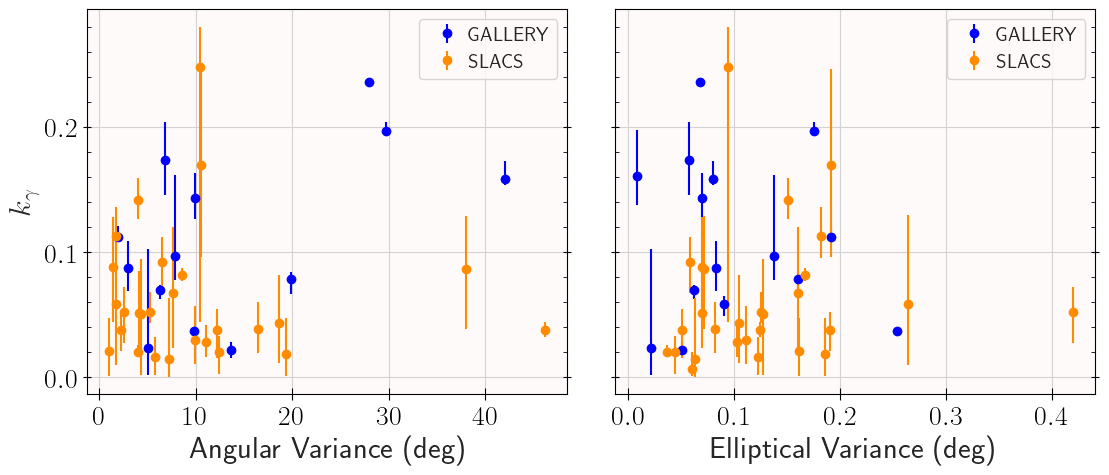 GALLERY
SLACS
GALLERY
SLACS
k_γ
0.2
0.1
0.0
0 10 20 30 40
0.0 0.1 0.2 0.3 0.4
Angular Variance (deg)
Elliptical Variance (deg)